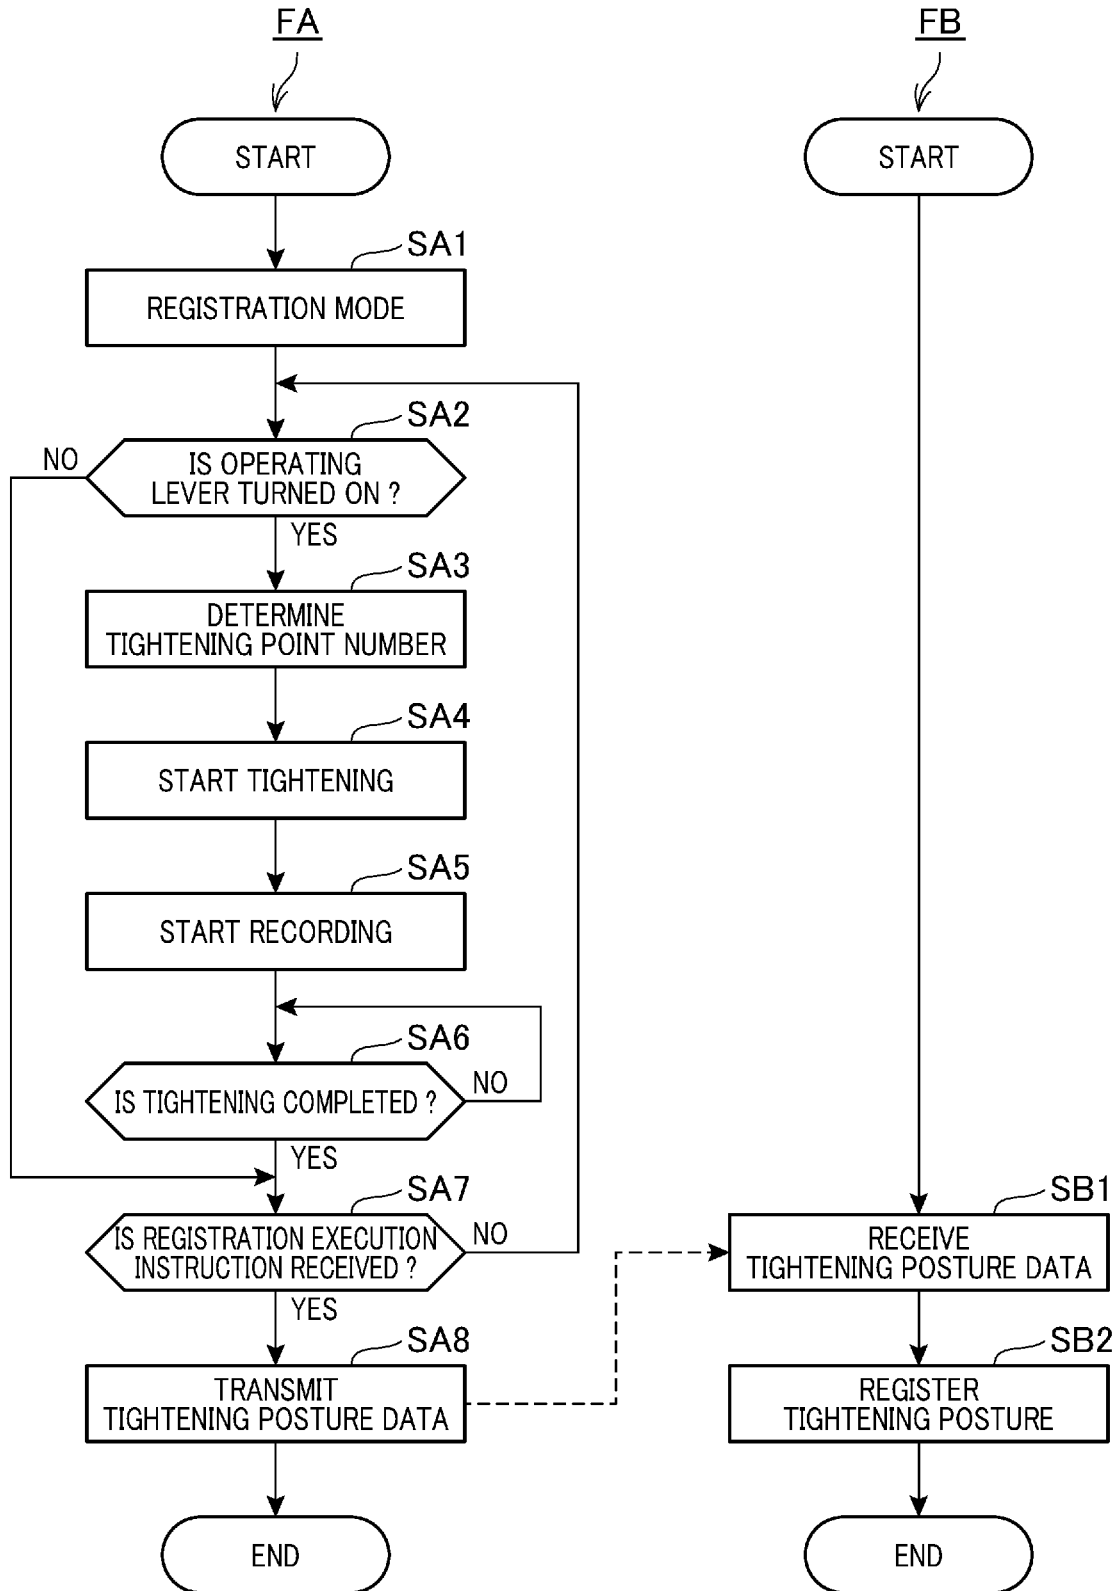 FA
START
SA1
REGISTRATION MODE
SA2
NO
IS OPERATING
LEVER TURNED ON ?
YES
SA3
DETERMINE
TIGHTENING POINT NUMBER
SA4
START TIGHTENING
SA5
START RECORDING
SA6
IS TIGHTENING COMPLETED ?
NO
YES
SA7
IS REGISTRATION EXECUTION
INSTRUCTION RECEIVED ?
NO
YES
SA8
TRANSMIT
TIGHTENING POSTURE DATA
END
FB
START
SB1
RECEIVE
TIGHTENING POSTURE DATA
SB2
REGISTER
TIGHTENING POSTURE
END